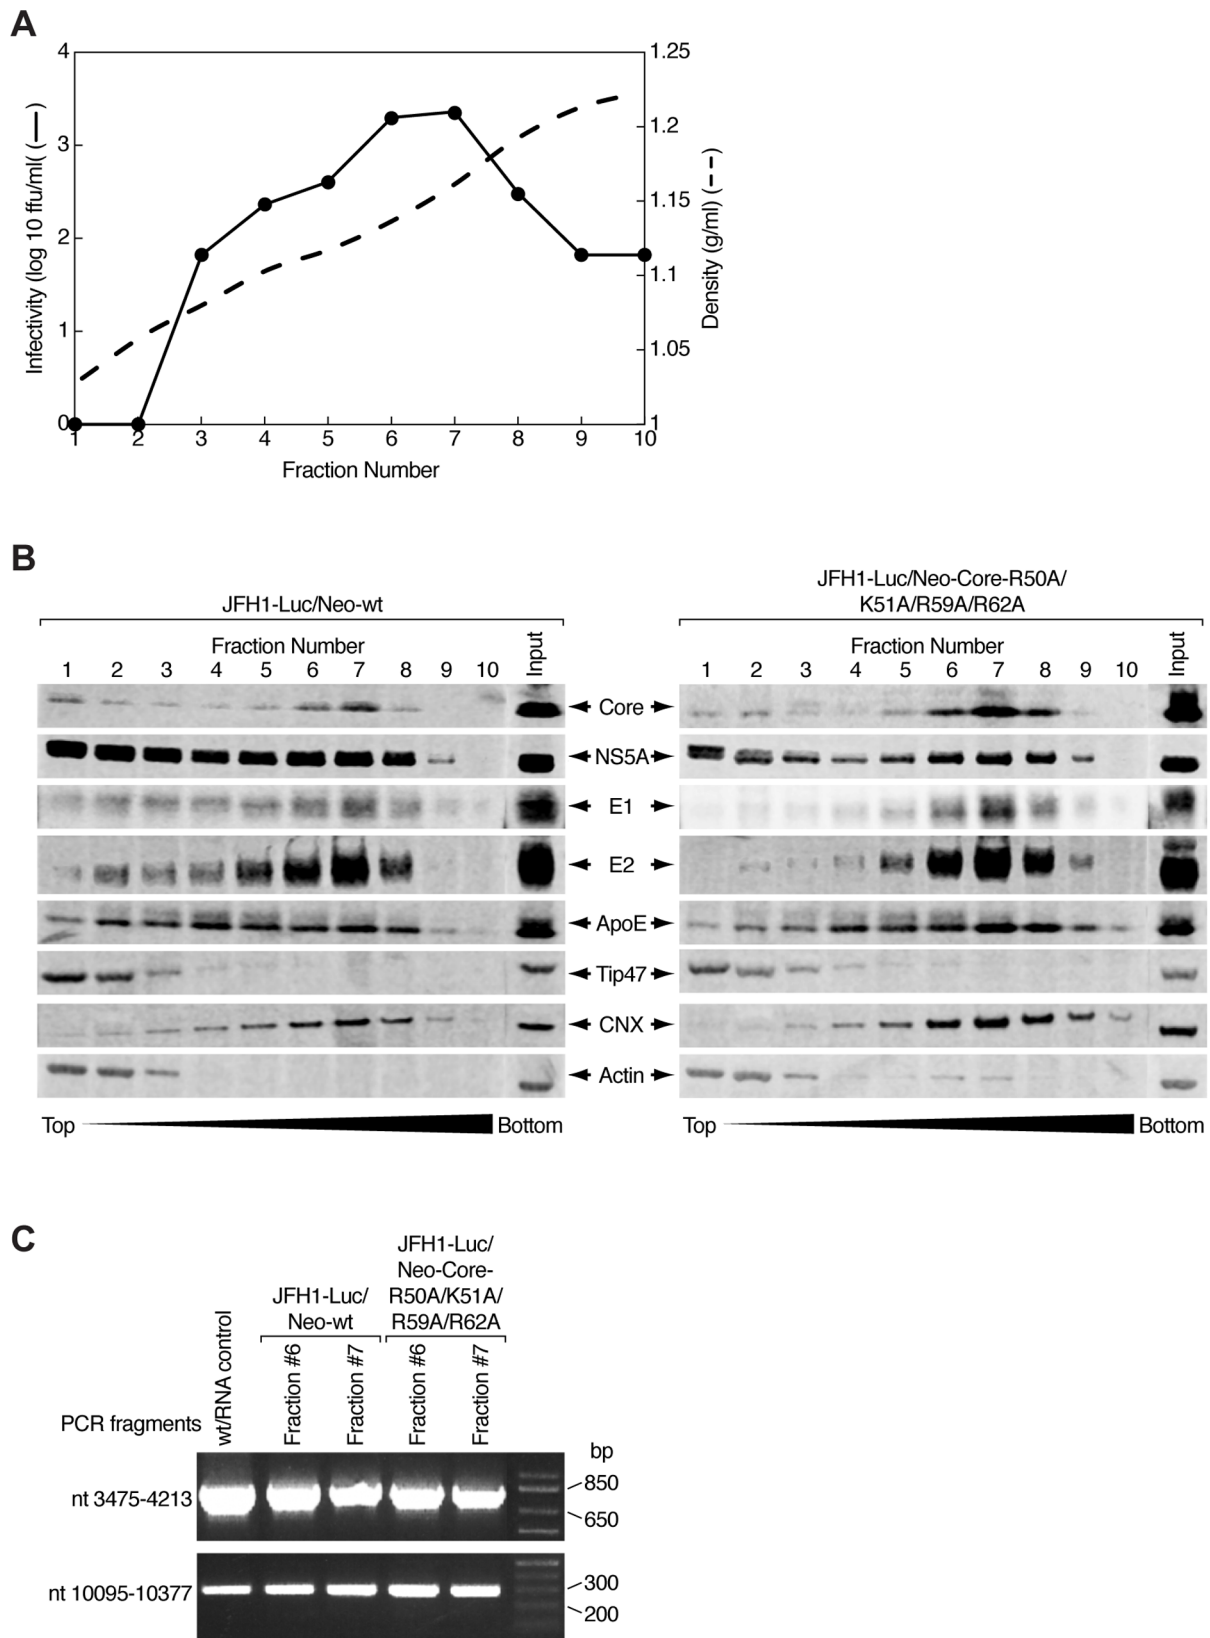 A
4
3
2
1
0
Infectivity (log 10 ffu/ml( (—)
1.25
1.2
1.15
1.1
1.05
1
Density (g/ml) (– –)
1 2 3 4 5 6 7 8 9 10
Fraction Number
B
JFH1-Luc/Neo-wt
Fraction Number
1 2 3 4 5 6 7 8 9 10 Input
JFH1-Luc/Neo-Core-R50A/
K51A/R59A/R62A
Fraction Number
1 2 3 4 5 6 7 8 9 10 Input
Core
NS5A
E1
E2
ApoE
Tip47
CNX
Actin
Top Bottom
Top Bottom
C
JFH1-Luc/
Neo-wt
JFH1-Luc/
Neo-Core-
R50A/K51A/
R59A/R62A
PCR fragments
wt/RNA control
Fraction #6
Fraction #7
Fraction #6
Fraction #7
bp
nt 3475-4213
850
650
nt 10095-10377
300
200